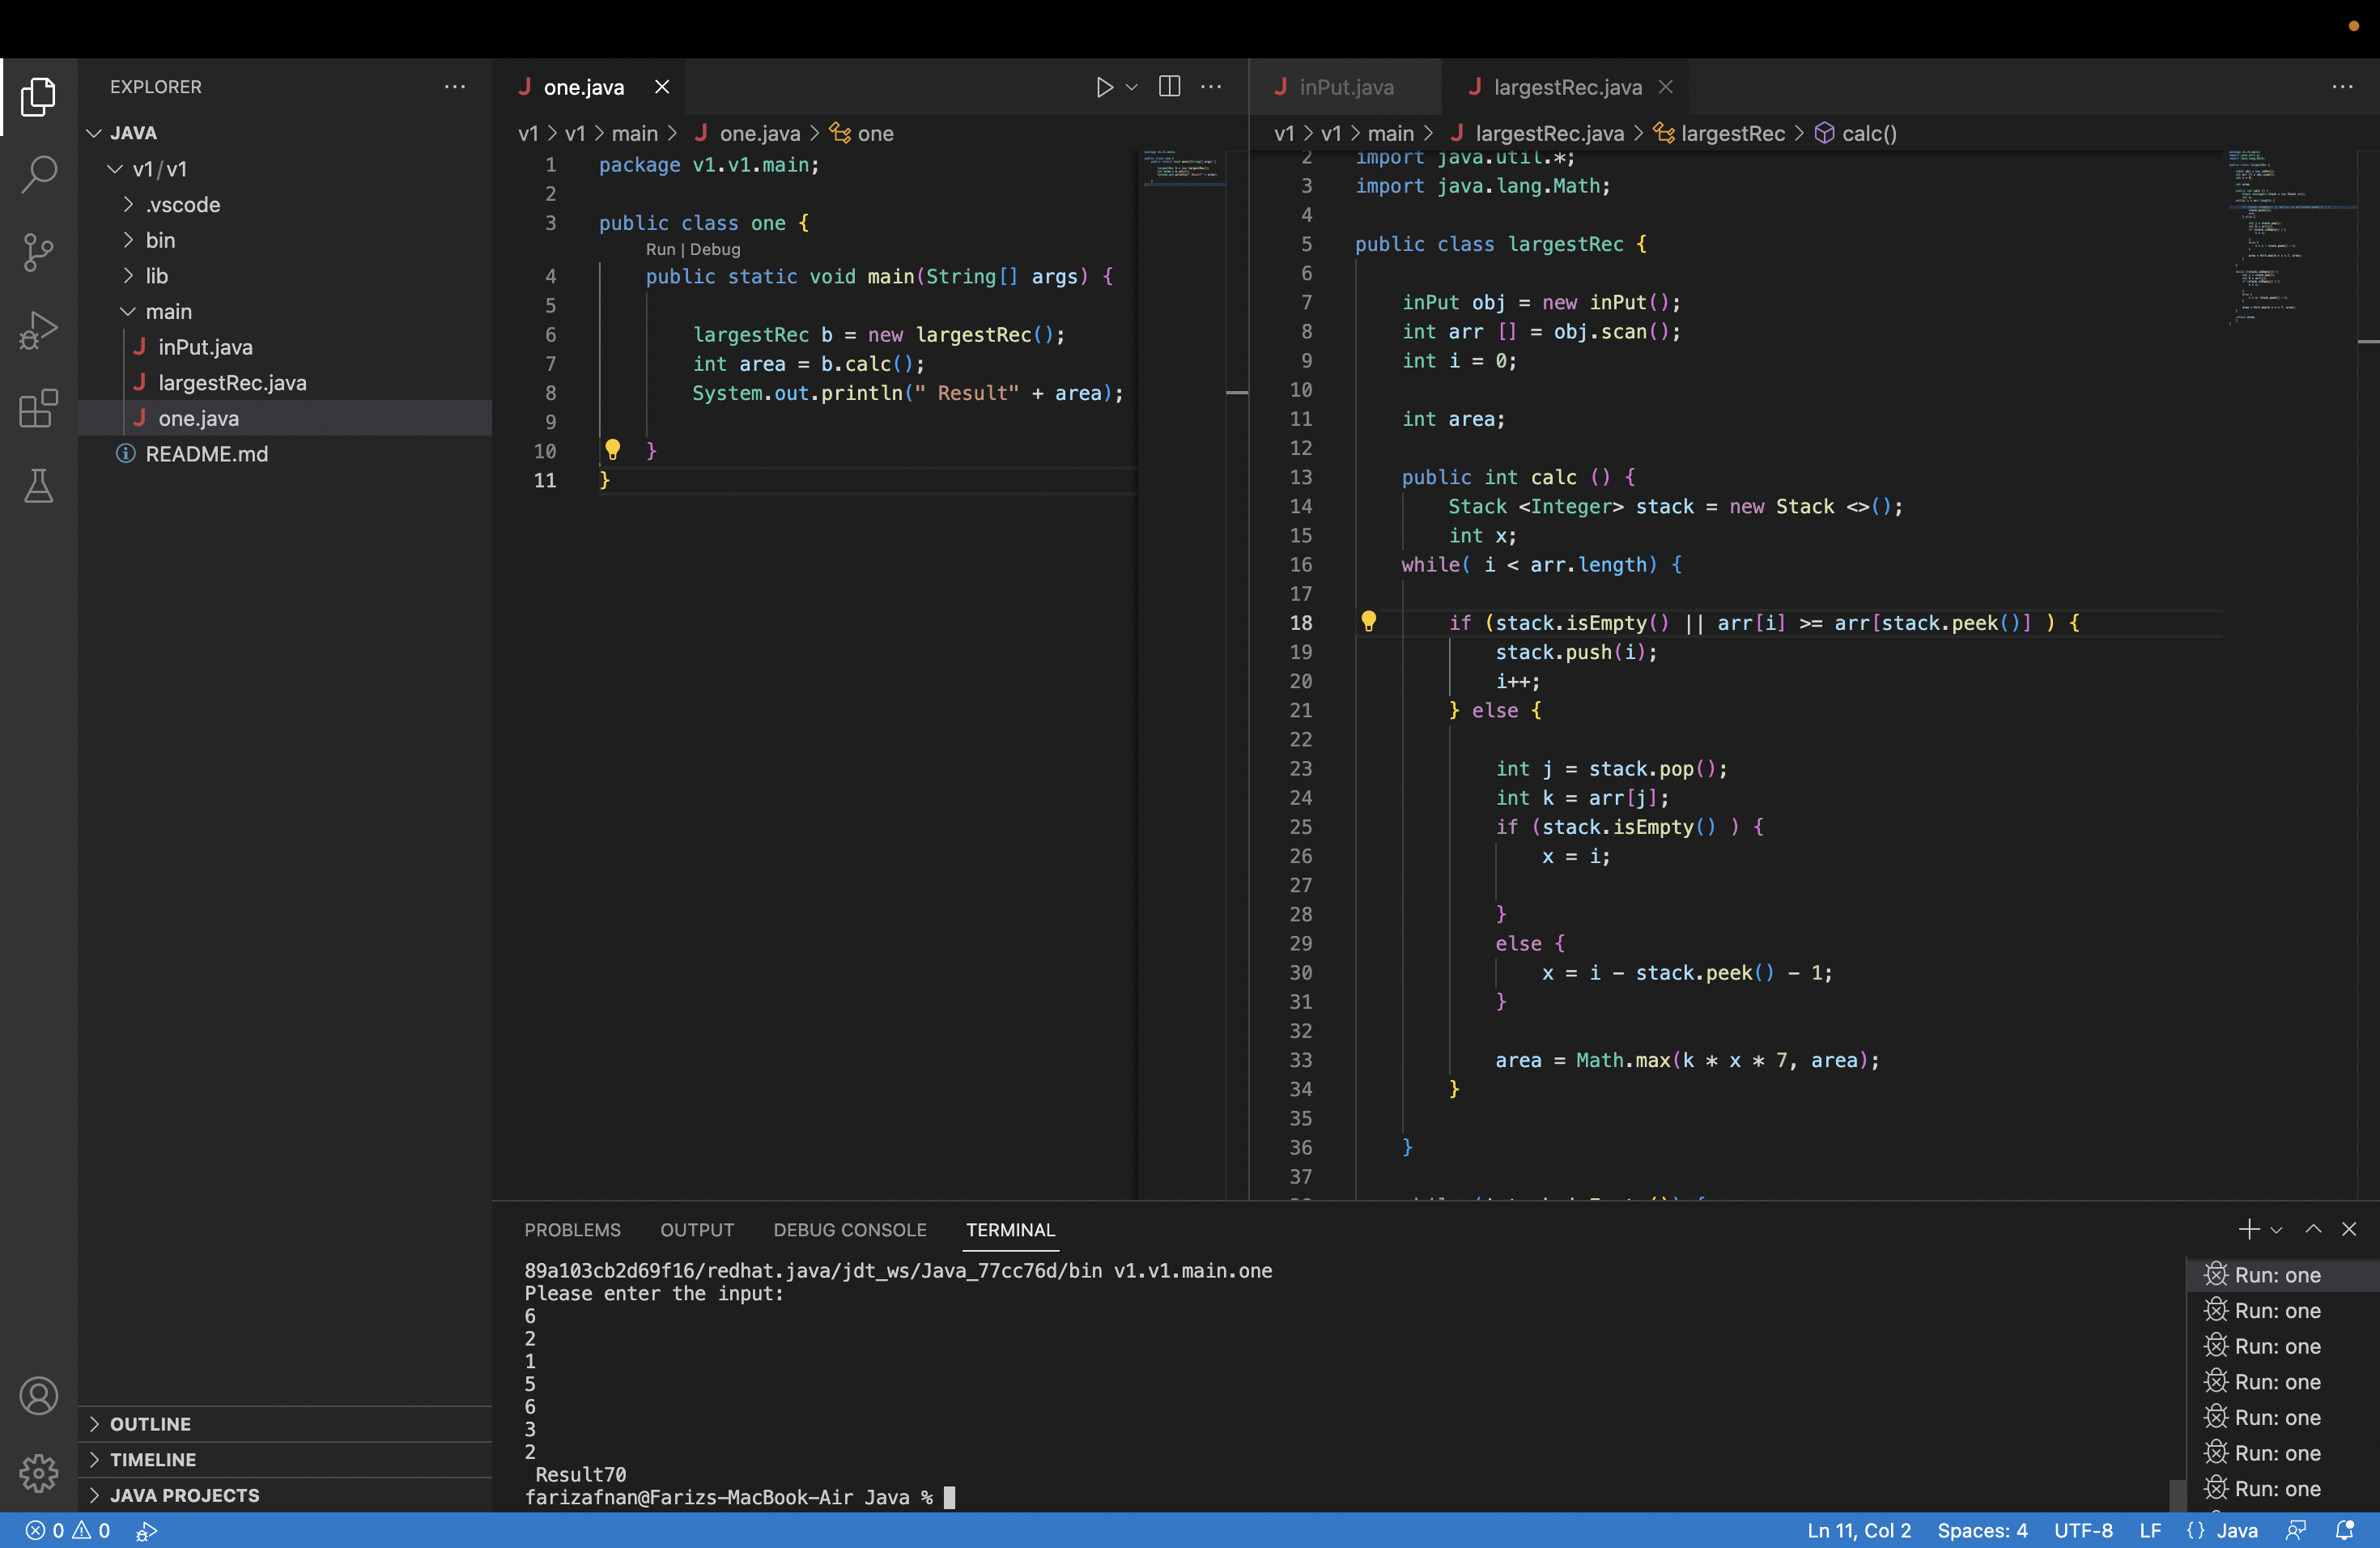 EXPLORER
JAVA
v1/v1
.vscode
bin
lib
main
inPut.java
largestRec.java
one.java
README.md
OUTLINE
TIMELINE
JAVA PROJECTS
one.java
v1 > v1 > main > one.java > one
1 package v1.v1.main;
2
3 public class one {
Run | Debug
4 public static void main(String[] args) {
5
6 largestRec b = new largestRec();
7 int area = b.calc();
8 System.out.println(" Result" + area);
9
10 }
11 }
inPut.java largestRec.java
v1 > v1 > main > largestRec.java > largestRec > calc()
2 import java.util.*;
3 import java.lang.Math;
4
5 public class largestRec {
6
7 inPut obj = new inPut();
8 int arr [] = obj.scan();
9 int i = 0;
10
11 int area;
12
13 public int calc () {
14 Stack <Integer> stack = new Stack <>();
15 int x;
16 while( i < arr.length) {
17
18 if (stack.isEmpty() || arr[i] >= arr[stack.peek()] ) {
19 stack.push(i);
20 i++;
21 } else {
22
23 int j = stack.pop();
24 int k = arr[j];
25 if (stack.isEmpty() ) {
26 x = i;
27
28 }
29 else {
30 x = i - stack.peek() - 1;
31 }
32
33 area = Math.max(k * x * 7, area);
34 }
35
36 }
37
PROBLEMS OUTPUT DEBUG CONSOLE TERMINAL
89a103cb2d69f16/redhat.java/jdt_ws/Java_77cc76d/bin v1.v1.main.one
Please enter the input:
6
2
1
5
6
3
2
Result70
farizafnan@Farizs-MacBook-Air Java %
Run: one
Run: one
Run: one
Run: one
Run: one
Run: one
Run: one
0 0
Ln 11, Col 2 Spaces: 4 UTF-8 LF {} Java